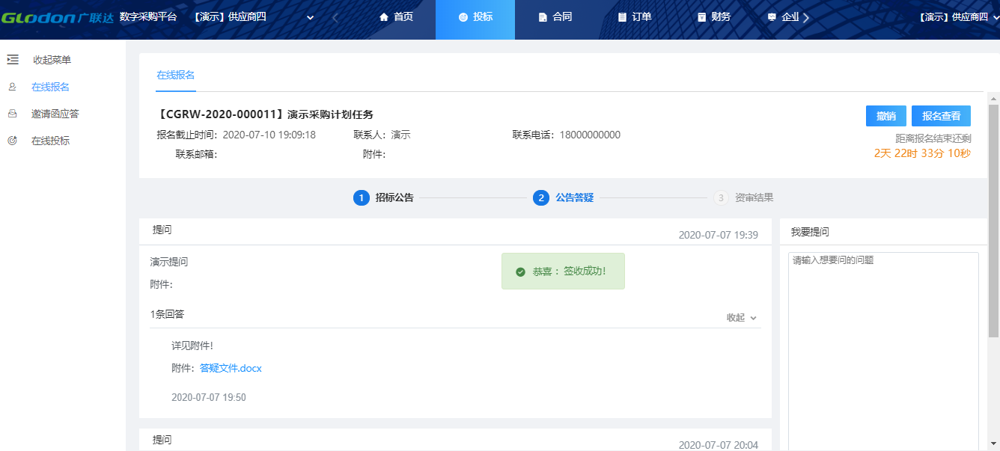 GLodon广联达 数字采购平台 【演示】供应商四 首页 投标 合同 订单 财务 企业 【演示】供应商四
收起菜单
在线报名
邀请函应答
在线投标
在线报名
【CGRW-2020-000011】演示采购计划任务
撤销 报名查看
报名截止时间：2020-07-10 19:09:18 联系人：演示 联系电话：18000000000
距离报名结束还剩
联系邮箱： 附件：
2天 22时 33分 10秒
1 招标公告 2 公告答疑 3 资审结果
提问
2020-07-07 19:39
演示提问
附件：
恭喜 ：签收成功！
1条回答
收起
详见附件！
附件：答疑文件.docx
2020-07-07 19:50
提问
2020-07-07 20:04
我要提问
请输入想要问的问题